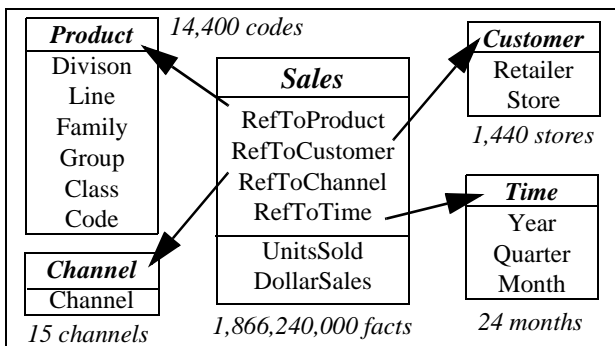 Product
14,400 codes
Divison
Line
Family
Group
Class
Code
Sales
RefToProduct
RefToCustomer
RefToChannel
RefToTime
UnitsSold
DollarSales
1,866,240,000 facts
Customer
Retailer
Store
1,440 stores
Time
Year
Quarter
Month
24 months
Channel
Channel
15 channels